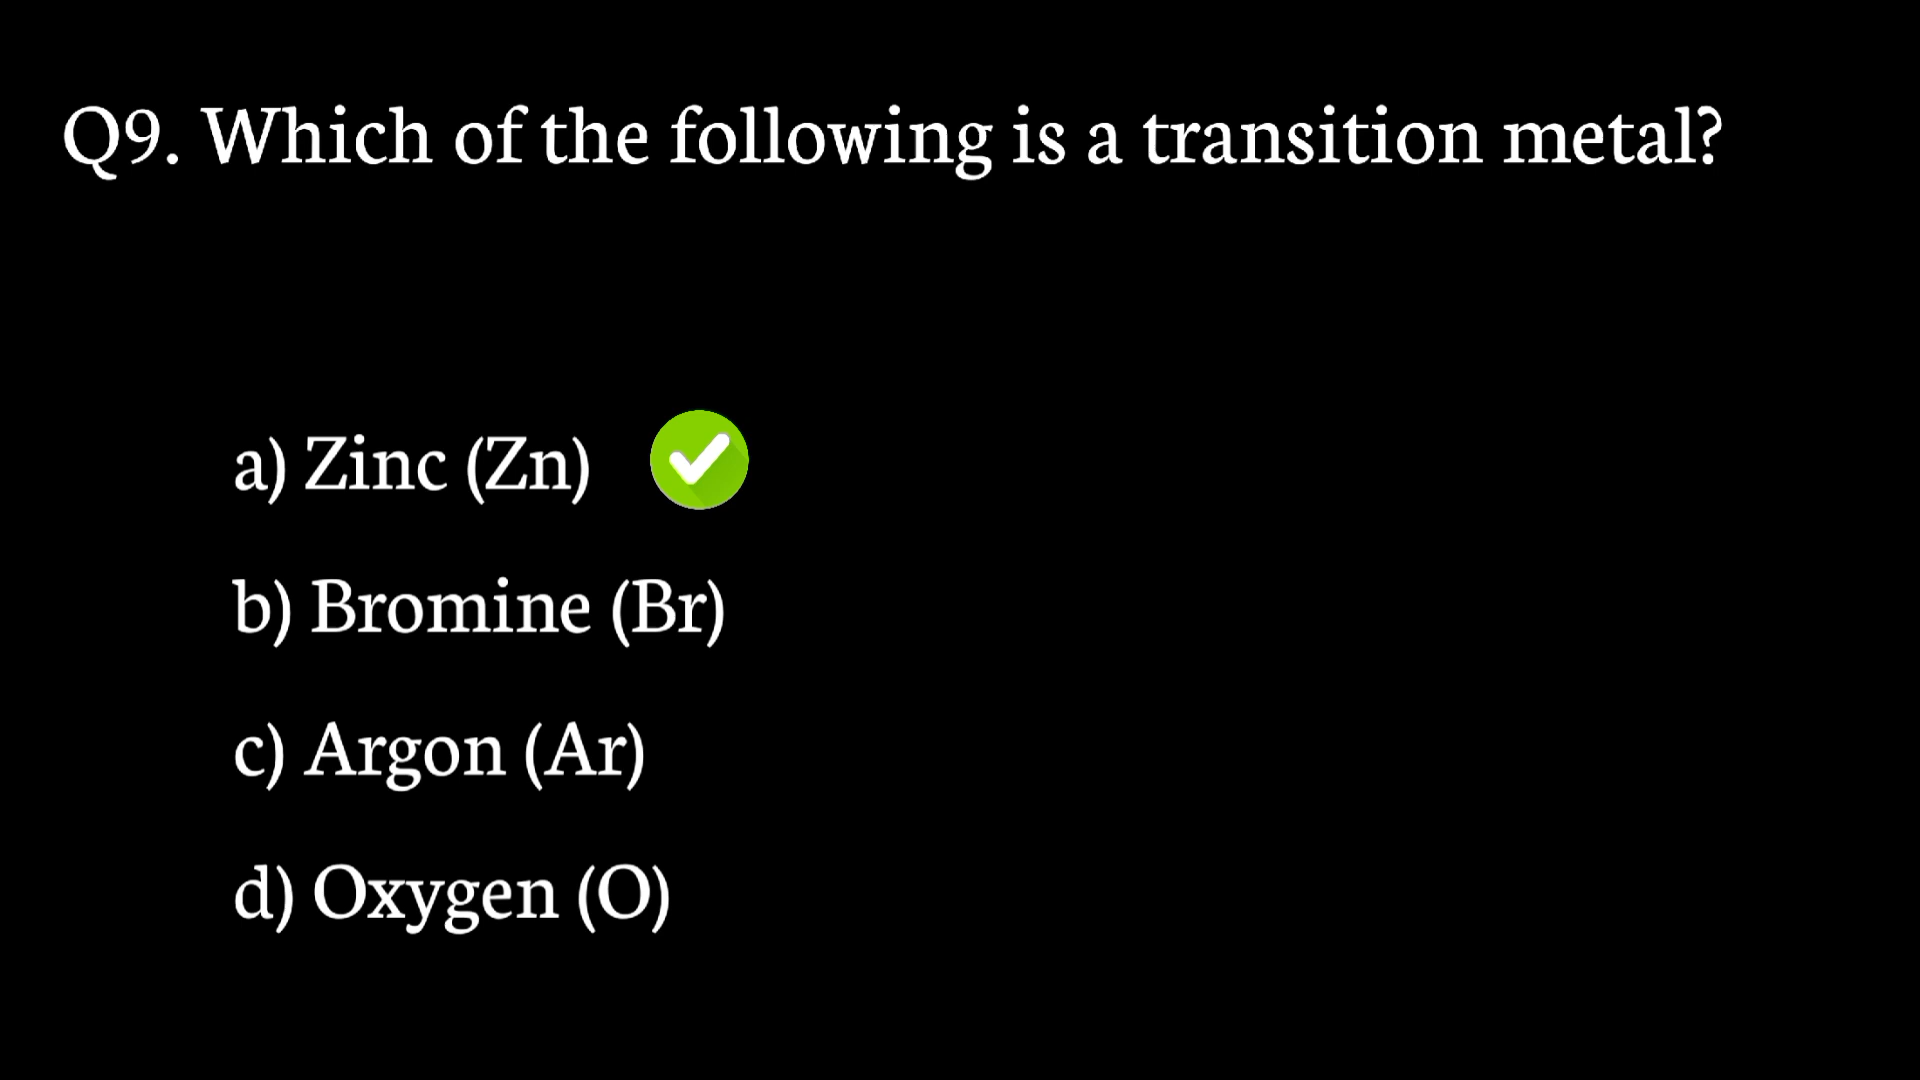 Q9. Which of the following is a transition metal?
a) Zinc (Zn)
b) Bromine (Br)
c) Argon (Ar)
d) Oxygen (O)